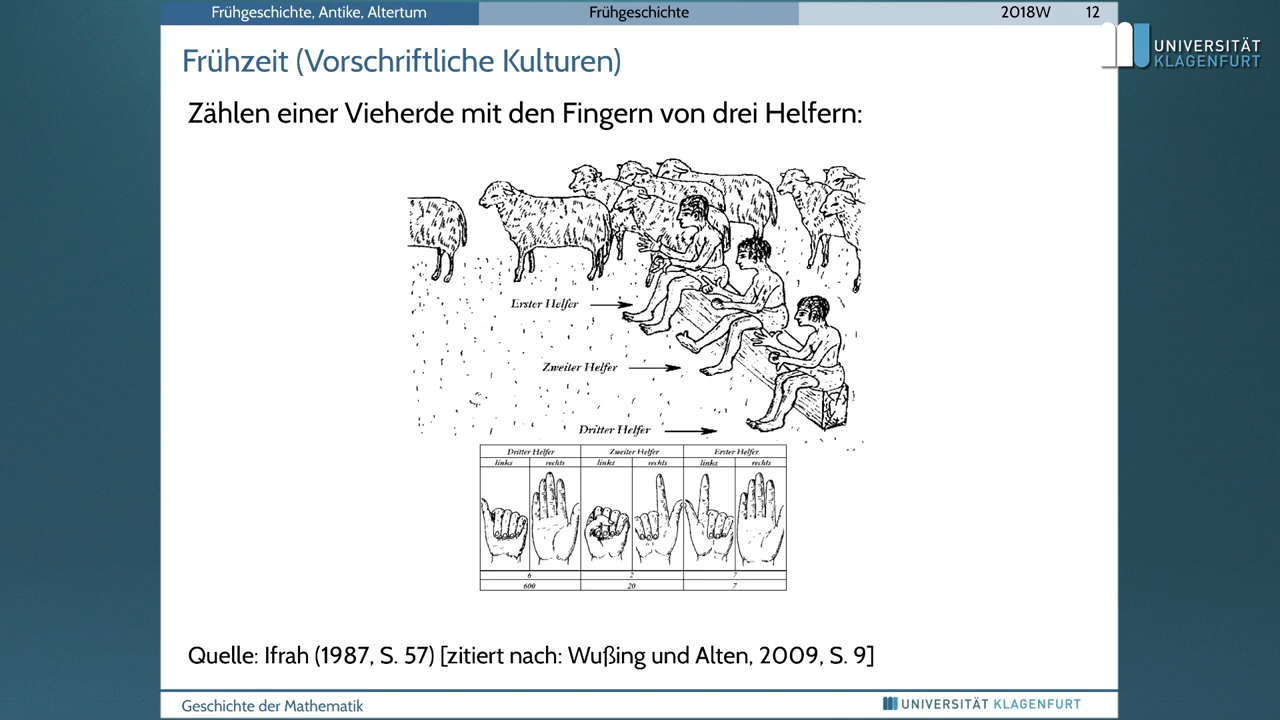 Frühgeschichte, Antike, Altertum Frühgeschichte 2018W 12
UNIVERSITÄT
KLAGENFURT
Frühzeit (Vorschriftliche Kulturen)
Zählen einer Vieherde mit den Fingern von drei Helfern:
Erster Helfer
Zweiter Helfer
Dritter Helfer
Dritter Helfer Zweiter Helfer Erster Helfer
links rechts links rechts links rechts
6 2 7
600 20 7
Quelle: Ifrah (1987, S. 57) [zitiert nach: Wußing und Alten, 2009, S. 9]
Geschichte der Mathematik UNIVERSITÄT KLAGENFURT